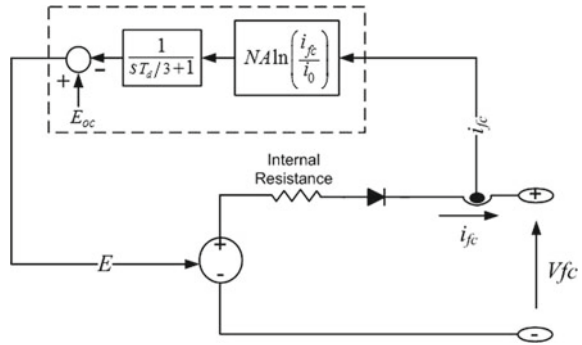 1
sT_d/3+1
NA ln(i_fc/i_0)
+
-
E_oc
i_fc
Internal
Resistance
+
+
i_fc
E
-
Vfc
-